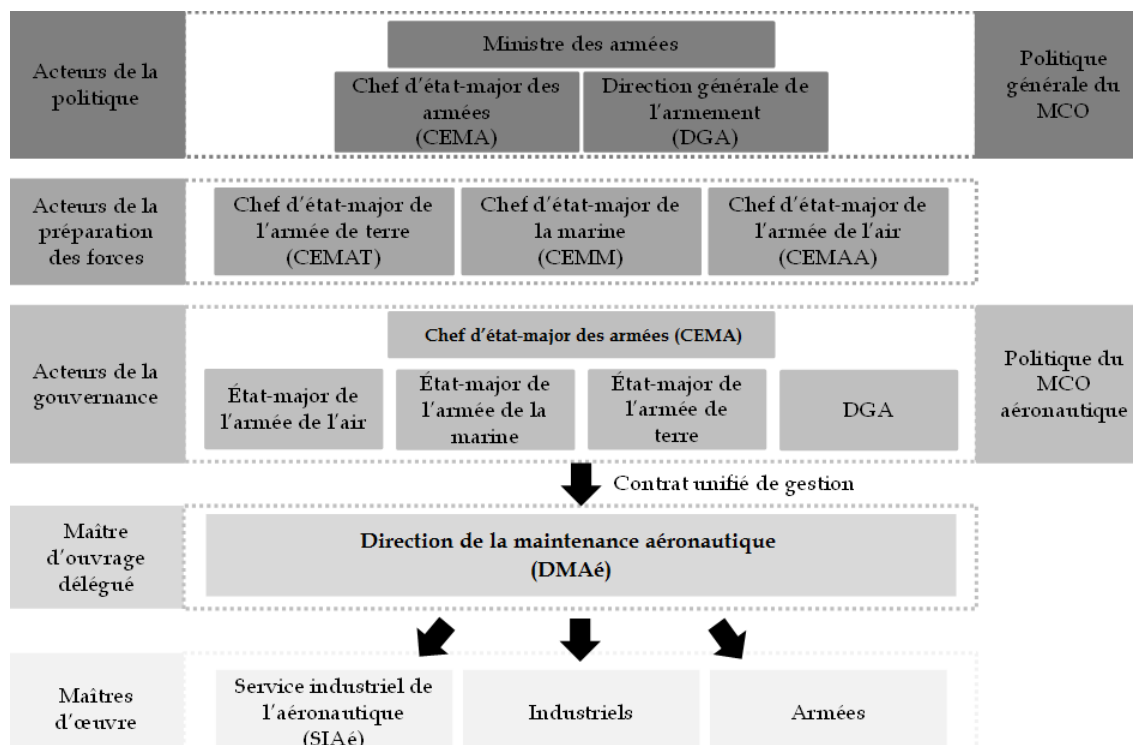 Acteurs de la
politique
Ministre des armées
Chef d'état-major des
armées
(CEMA)
Direction générale de
l'armement
(DGA)
Politique
générale du
MCO
Acteurs de la
préparation
des forces
Chef d'état-major de
l'armée de terre
(CEMAT)
Chef d'état-major de
la marine
(CEMM)
Chef d'état-major de
l'armée de l'air
(CEMAA)
Acteurs de la
gouvernance
Chef d'état-major des armées (CEMA)
État-major de
l'armée de l'air
État-major de
l'armée de la
marine
État-major de
l'armée de
terre
DGA
Politique du
MCO
aéronautique
Contrat unifié de gestion
Maître
d'ouvrage
délégué
Direction de la maintenance aéronautique
(DMAé)
Maîtres
d'œuvre
Service industriel de
l'aéronautique
(SIAé)
Industriels
Armées